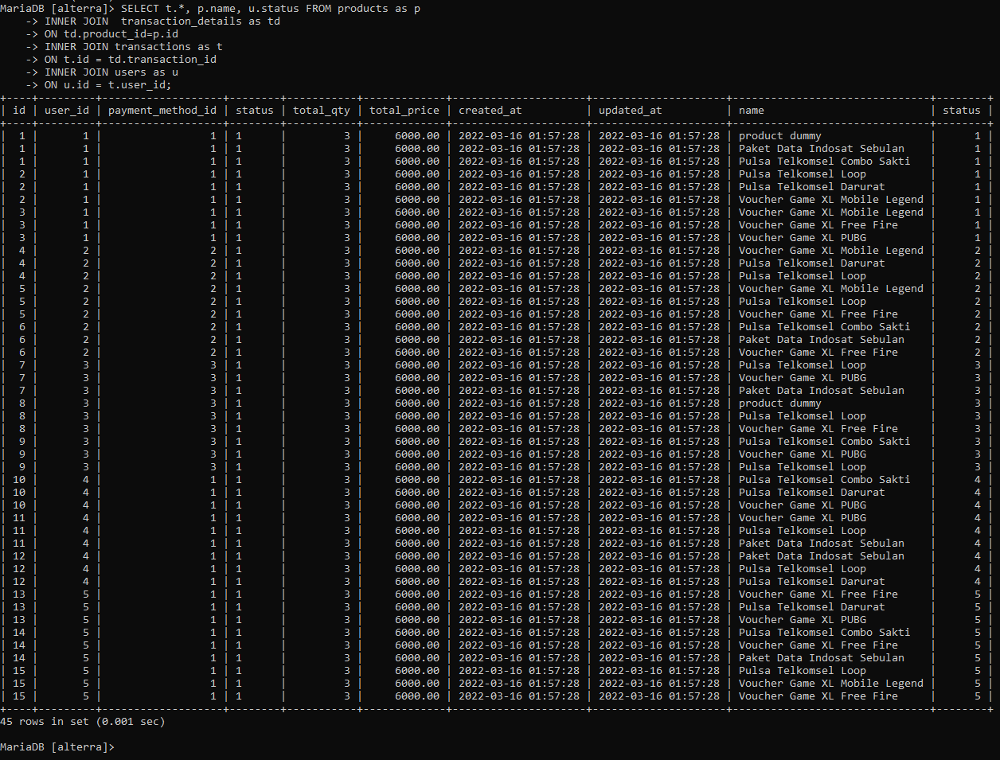 MariaDB [alterra]> SELECT t.*, p.name, u.status FROM products as p
    -> INNER JOIN  transaction_details as td
    -> ON td.product_id=p.id
    -> INNER JOIN transactions as t
    -> ON t.id = td.transaction_id
    -> INNER JOIN users as u
    -> ON u.id = t.user_id;
+----+---------+-------------------+--------+-----------+-------------+---------------------+---------------------+------------------------------+--------+
| id | user_id | payment_method_id | status | total_qty | total_price | created_at          | updated_at          | name                         | status |
+----+---------+-------------------+--------+-----------+-------------+---------------------+---------------------+------------------------------+--------+
|  1 |       1 |                 1 | 1      |         3 |     6000.00 | 2022-03-16 01:57:28 | 2022-03-16 01:57:28 | product dummy                |      1 |
|  1 |       1 |                 1 | 1      |         3 |     6000.00 | 2022-03-16 01:57:28 | 2022-03-16 01:57:28 | Paket Data Indosat Sebulan   |      1 |
|  1 |       1 |                 1 | 1      |         3 |     6000.00 | 2022-03-16 01:57:28 | 2022-03-16 01:57:28 | Pulsa Telkomsel Combo Sakti  |      1 |
|  2 |       1 |                 1 | 1      |         3 |     6000.00 | 2022-03-16 01:57:28 | 2022-03-16 01:57:28 | Pulsa Telkomsel Loop         |      1 |
|  2 |       1 |                 1 | 1      |         3 |     6000.00 | 2022-03-16 01:57:28 | 2022-03-16 01:57:28 | Pulsa Telkomsel Darurat      |      1 |
|  2 |       1 |                 1 | 1      |         3 |     6000.00 | 2022-03-16 01:57:28 | 2022-03-16 01:57:28 | Voucher Game XL Mobile Legend |      1 |
|  3 |       1 |                 1 | 1      |         3 |     6000.00 | 2022-03-16 01:57:28 | 2022-03-16 01:57:28 | Voucher Game XL Mobile Legend |      1 |
|  3 |       1 |                 1 | 1      |         3 |     6000.00 | 2022-03-16 01:57:28 | 2022-03-16 01:57:28 | Voucher Game XL Free Fire    |      1 |
|  3 |       1 |                 1 | 1      |         3 |     6000.00 | 2022-03-16 01:57:28 | 2022-03-16 01:57:28 | Voucher Game XL PUBG         |      1 |
|  4 |       2 |                 2 | 1      |         3 |     6000.00 | 2022-03-16 01:57:28 | 2022-03-16 01:57:28 | Voucher Game XL Mobile Legend |      2 |
|  4 |       2 |                 2 | 1      |         3 |     6000.00 | 2022-03-16 01:57:28 | 2022-03-16 01:57:28 | Pulsa Telkomsel Darurat      |      2 |
|  4 |       2 |                 2 | 1      |         3 |     6000.00 | 2022-03-16 01:57:28 | 2022-03-16 01:57:28 | Pulsa Telkomsel Loop         |      2 |
|  5 |       2 |                 2 | 1      |         3 |     6000.00 | 2022-03-16 01:57:28 | 2022-03-16 01:57:28 | Voucher Game XL Mobile Legend |      2 |
|  5 |       2 |                 2 | 1      |         3 |     6000.00 | 2022-03-16 01:57:28 | 2022-03-16 01:57:28 | Pulsa Telkomsel Loop         |      2 |
|  5 |       2 |                 2 | 1      |         3 |     6000.00 | 2022-03-16 01:57:28 | 2022-03-16 01:57:28 | Voucher Game XL Free Fire    |      2 |
|  6 |       2 |                 2 | 1      |         3 |     6000.00 | 2022-03-16 01:57:28 | 2022-03-16 01:57:28 | Pulsa Telkomsel Combo Sakti  |      2 |
|  6 |       2 |                 2 | 1      |         3 |     6000.00 | 2022-03-16 01:57:28 | 2022-03-16 01:57:28 | Paket Data Indosat Sebulan   |      2 |
|  6 |       2 |                 2 | 1      |         3 |     6000.00 | 2022-03-16 01:57:28 | 2022-03-16 01:57:28 | Voucher Game XL Free Fire    |      2 |
|  7 |       3 |                 3 | 1      |         3 |     6000.00 | 2022-03-16 01:57:28 | 2022-03-16 01:57:28 | Pulsa Telkomsel Loop         |      3 |
|  7 |       3 |                 3 | 1      |         3 |     6000.00 | 2022-03-16 01:57:28 | 2022-03-16 01:57:28 | Voucher Game XL PUBG         |      3 |
|  7 |       3 |                 3 | 1      |         3 |     6000.00 | 2022-03-16 01:57:28 | 2022-03-16 01:57:28 | Paket Data Indosat Sebulan   |      3 |
|  8 |       3 |                 3 | 1      |         3 |     6000.00 | 2022-03-16 01:57:28 | 2022-03-16 01:57:28 | product dummy                |      3 |
|  8 |       3 |                 3 | 1      |         3 |     6000.00 | 2022-03-16 01:57:28 | 2022-03-16 01:57:28 | Pulsa Telkomsel Loop         |      3 |
|  8 |       3 |                 3 | 1      |         3 |     6000.00 | 2022-03-16 01:57:28 | 2022-03-16 01:57:28 | Voucher Game XL Free Fire    |      3 |
|  9 |       3 |                 3 | 1      |         3 |     6000.00 | 2022-03-16 01:57:28 | 2022-03-16 01:57:28 | Pulsa Telkomsel Combo Sakti  |      3 |
|  9 |       3 |                 3 | 1      |         3 |     6000.00 | 2022-03-16 01:57:28 | 2022-03-16 01:57:28 | Voucher Game XL PUBG         |      3 |
|  9 |       3 |                 3 | 1      |         3 |     6000.00 | 2022-03-16 01:57:28 | 2022-03-16 01:57:28 | Pulsa Telkomsel Loop         |      3 |
| 10 |       4 |                 1 | 1      |         3 |     6000.00 | 2022-03-16 01:57:28 | 2022-03-16 01:57:28 | Pulsa Telkomsel Combo Sakti  |      4 |
| 10 |       4 |                 1 | 1      |         3 |     6000.00 | 2022-03-16 01:57:28 | 2022-03-16 01:57:28 | Pulsa Telkomsel Darurat      |      4 |
| 10 |       4 |                 1 | 1      |         3 |     6000.00 | 2022-03-16 01:57:28 | 2022-03-16 01:57:28 | Voucher Game XL PUBG         |      4 |
| 11 |       4 |                 1 | 1      |         3 |     6000.00 | 2022-03-16 01:57:28 | 2022-03-16 01:57:28 | Voucher Game XL PUBG         |      4 |
| 11 |       4 |                 1 | 1      |         3 |     6000.00 | 2022-03-16 01:57:28 | 2022-03-16 01:57:28 | Pulsa Telkomsel Loop         |      4 |
| 11 |       4 |                 1 | 1      |         3 |     6000.00 | 2022-03-16 01:57:28 | 2022-03-16 01:57:28 | Paket Data Indosat Sebulan   |      4 |
| 12 |       4 |                 1 | 1      |         3 |     6000.00 | 2022-03-16 01:57:28 | 2022-03-16 01:57:28 | Paket Data Indosat Sebulan   |      4 |
| 12 |       4 |                 1 | 1      |         3 |     6000.00 | 2022-03-16 01:57:28 | 2022-03-16 01:57:28 | Pulsa Telkomsel Loop         |      4 |
| 12 |       4 |                 1 | 1      |         3 |     6000.00 | 2022-03-16 01:57:28 | 2022-03-16 01:57:28 | Pulsa Telkomsel Darurat      |      4 |
| 13 |       5 |                 1 | 1      |         3 |     6000.00 | 2022-03-16 01:57:28 | 2022-03-16 01:57:28 | Voucher Game XL Free Fire    |      5 |
| 13 |       5 |                 1 | 1      |         3 |     6000.00 | 2022-03-16 01:57:28 | 2022-03-16 01:57:28 | Pulsa Telkomsel Darurat      |      5 |
| 13 |       5 |                 1 | 1      |         3 |     6000.00 | 2022-03-16 01:57:28 | 2022-03-16 01:57:28 | Voucher Game XL PUBG         |      5 |
| 14 |       5 |                 1 | 1      |         3 |     6000.00 | 2022-03-16 01:57:28 | 2022-03-16 01:57:28 | Pulsa Telkomsel Combo Sakti  |      5 |
| 14 |       5 |                 1 | 1      |         3 |     6000.00 | 2022-03-16 01:57:28 | 2022-03-16 01:57:28 | Voucher Game XL Free Fire    |      5 |
| 14 |       5 |                 1 | 1      |         3 |     6000.00 | 2022-03-16 01:57:28 | 2022-03-16 01:57:28 | Paket Data Indosat Sebulan   |      5 |
| 15 |       5 |                 1 | 1      |         3 |     6000.00 | 2022-03-16 01:57:28 | 2022-03-16 01:57:28 | Pulsa Telkomsel Loop         |      5 |
| 15 |       5 |                 1 | 1      |         3 |     6000.00 | 2022-03-16 01:57:28 | 2022-03-16 01:57:28 | Voucher Game XL Mobile Legend |      5 |
| 15 |       5 |                 1 | 1      |         3 |     6000.00 | 2022-03-16 01:57:28 | 2022-03-16 01:57:28 | Voucher Game XL Free Fire    |      5 |
+----+---------+-------------------+--------+-----------+-------------+---------------------+---------------------+------------------------------+--------+
45 rows in set (0.001 sec)
MariaDB [alterra]>